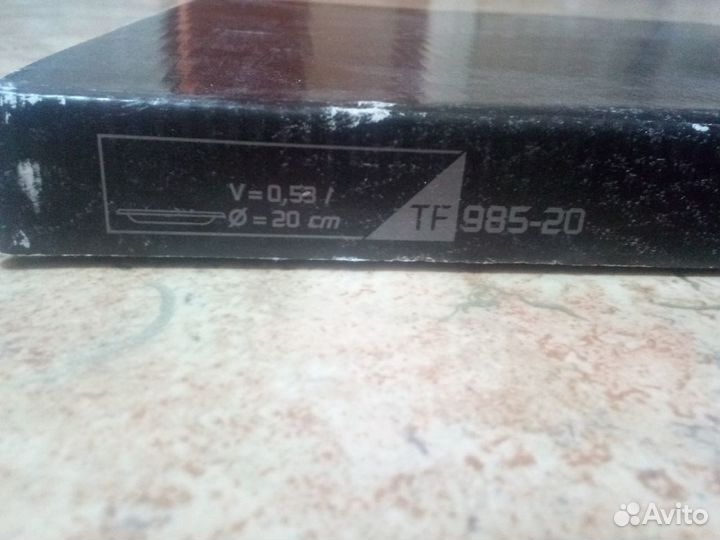 V = 0,53 l
Ø = 20 cm
TF 985-20
Avito